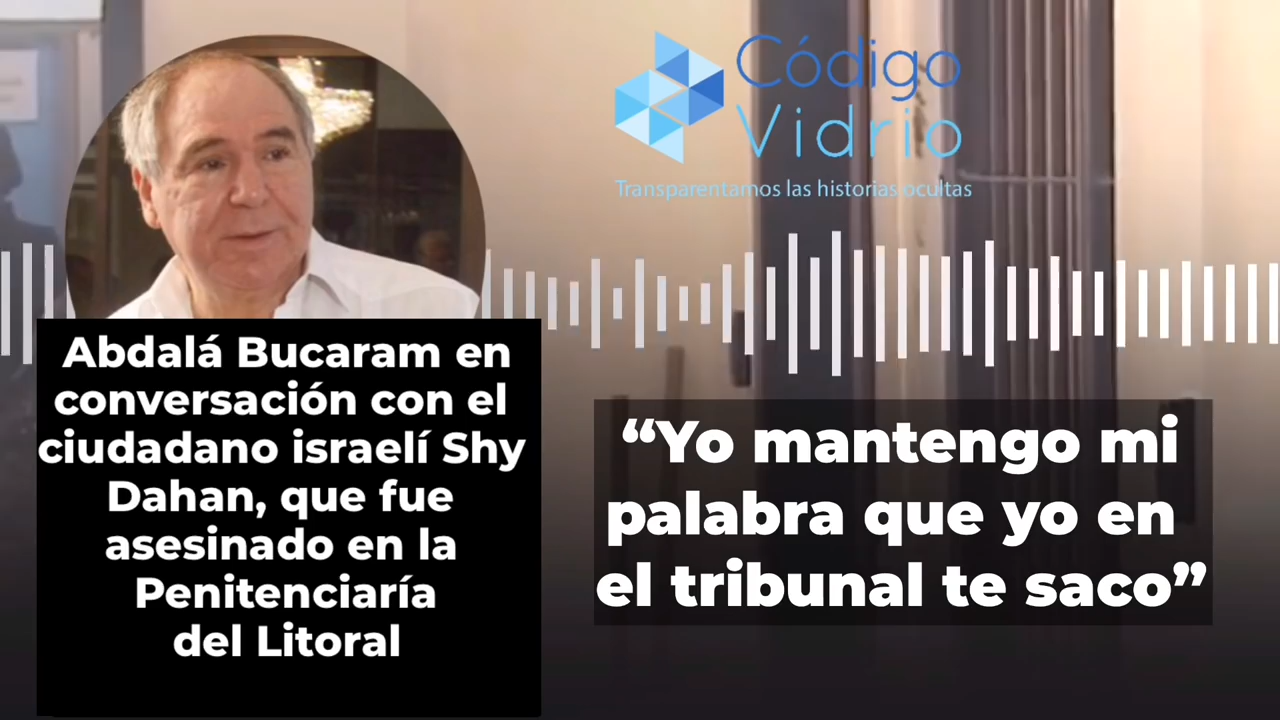 Código
Vidrio
Transparentamos las historias ocultas
Abdalá Bucaram en
conversación con el
ciudadano israelí Shy
Dahan, que fue
asesinado en la
Penitenciaría
del Litoral
“Yo mantengo mi
palabra que yo en
el tribunal te saco”